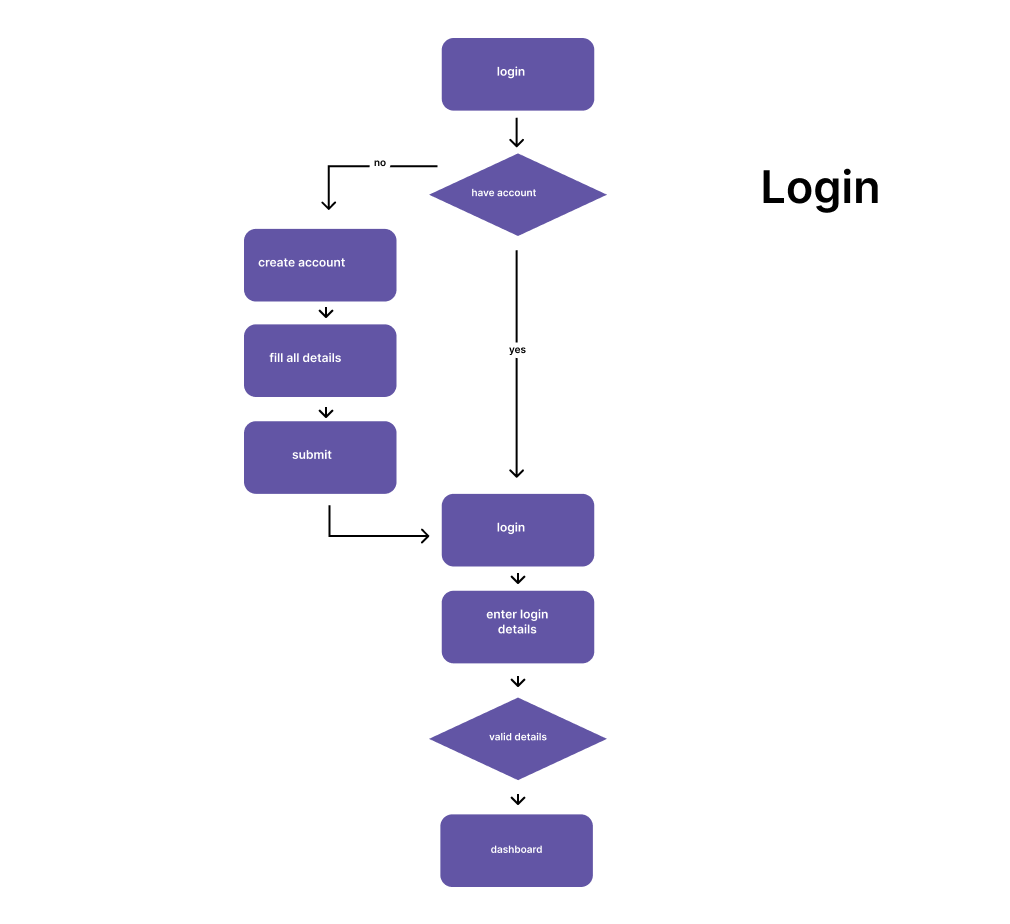 login
no
have account
Login
create account
fill all details
yes
submit
login
enter login
details
valid details
dashboard